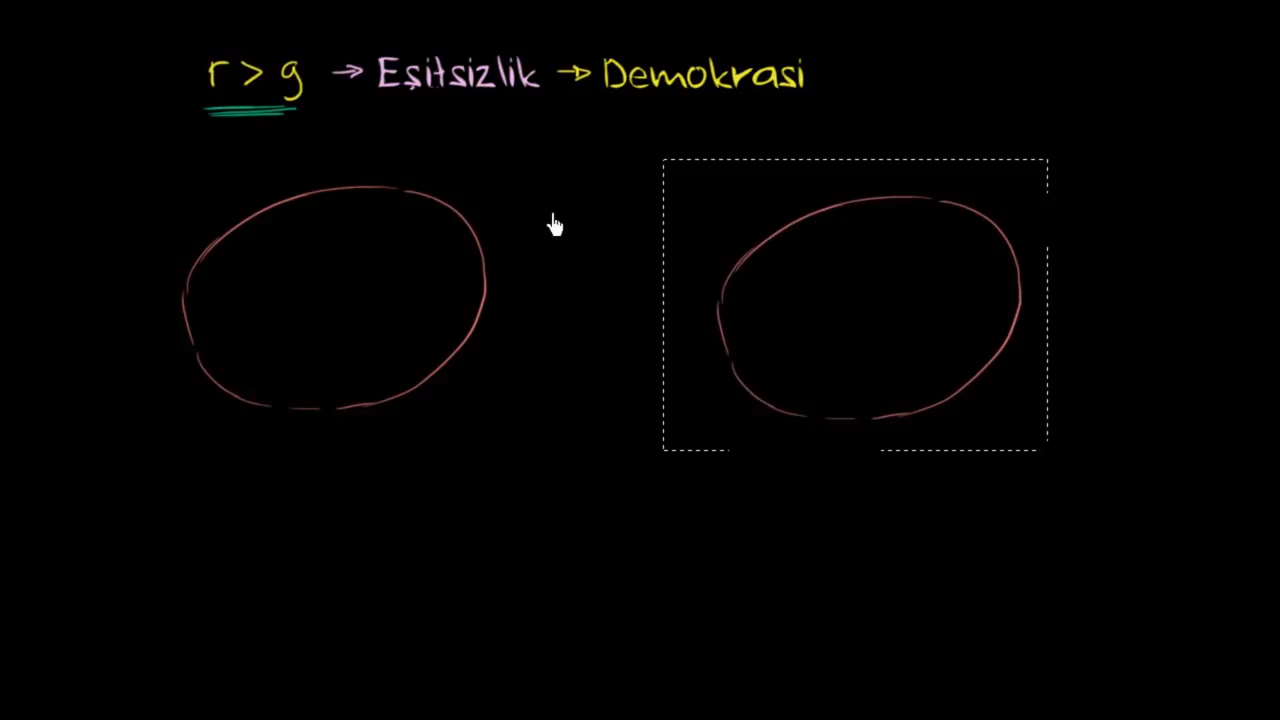 r > g → Eşitsizlik → Demokrasi